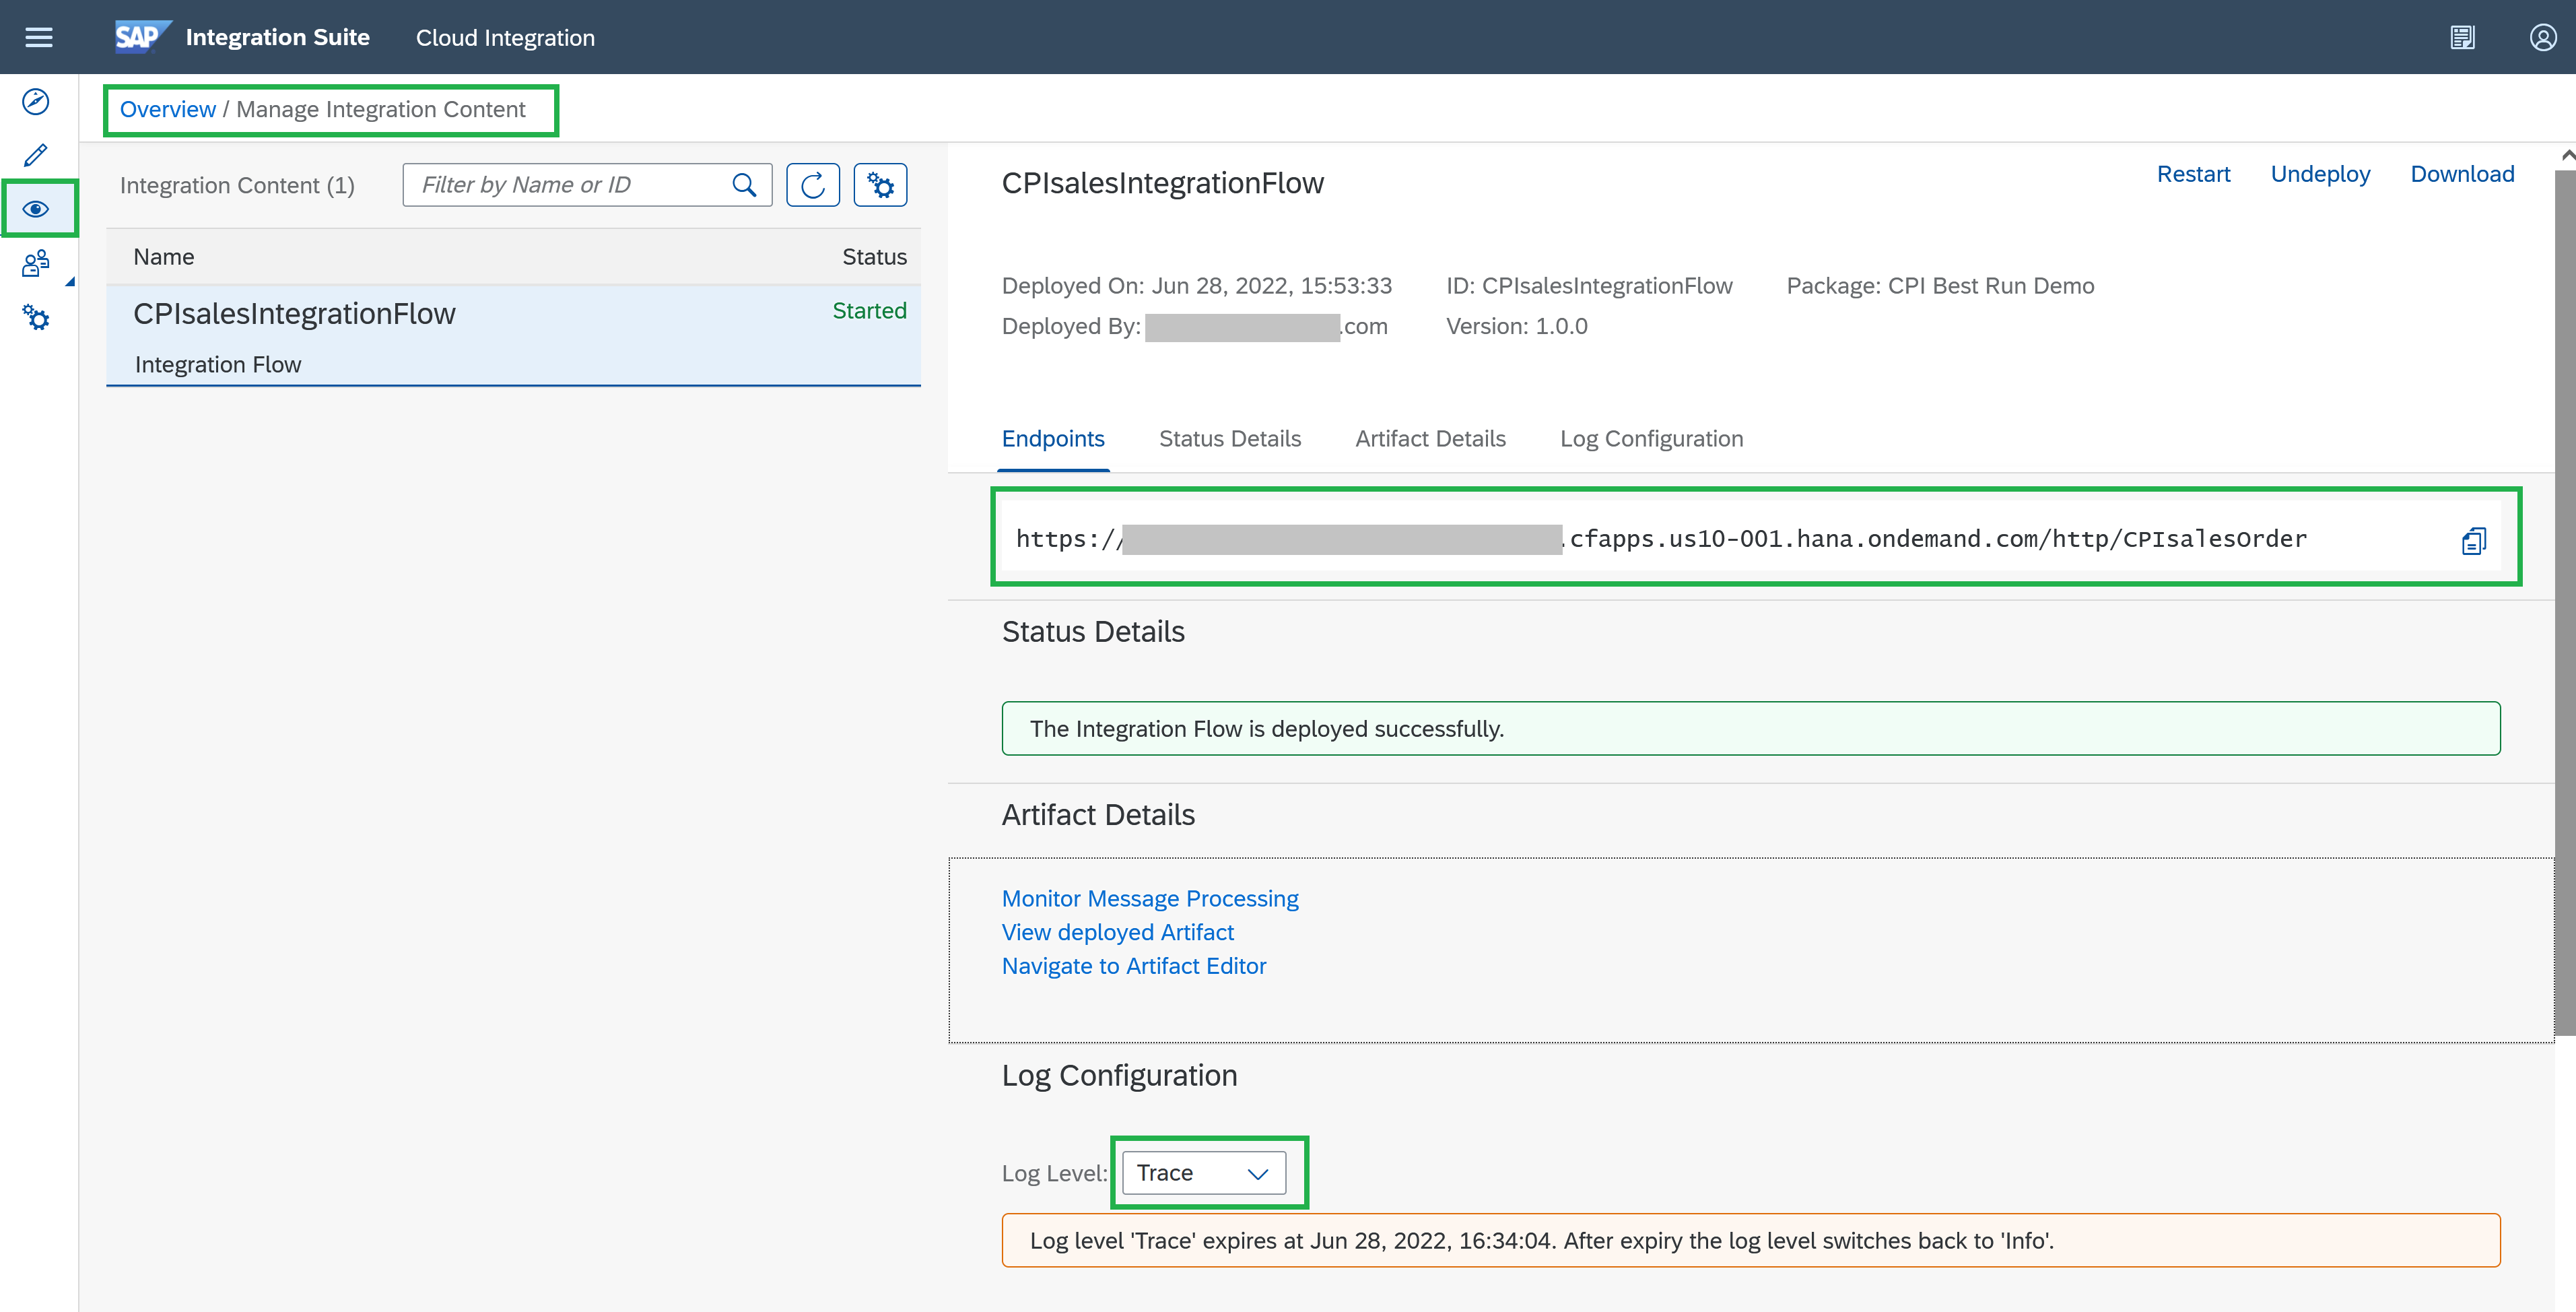 SAP Integration Suite Cloud Integration
Overview / Manage Integration Content
Integration Content (1) Filter by Name or ID
Name Status
CPIsalesIntegrationFlow Started
Integration Flow
CPIsalesIntegrationFlow Restart Undeploy Download
Deployed On: Jun 28, 2022, 15:53:33 ID: CPIsalesIntegrationFlow Package: CPI Best Run Demo
Deployed By: .com Version: 1.0.0
Endpoints Status Details Artifact Details Log Configuration
https:// .cfapps.us10-001.hana.ondemand.com/http/CPIsalesOrder
Status Details
The Integration Flow is deployed successfully.
Artifact Details
Monitor Message Processing
View deployed Artifact
Navigate to Artifact Editor
Log Configuration
Log Level: Trace
Log level 'Trace' expires at Jun 28, 2022, 16:34:04. After expiry the log level switches back to 'Info'.